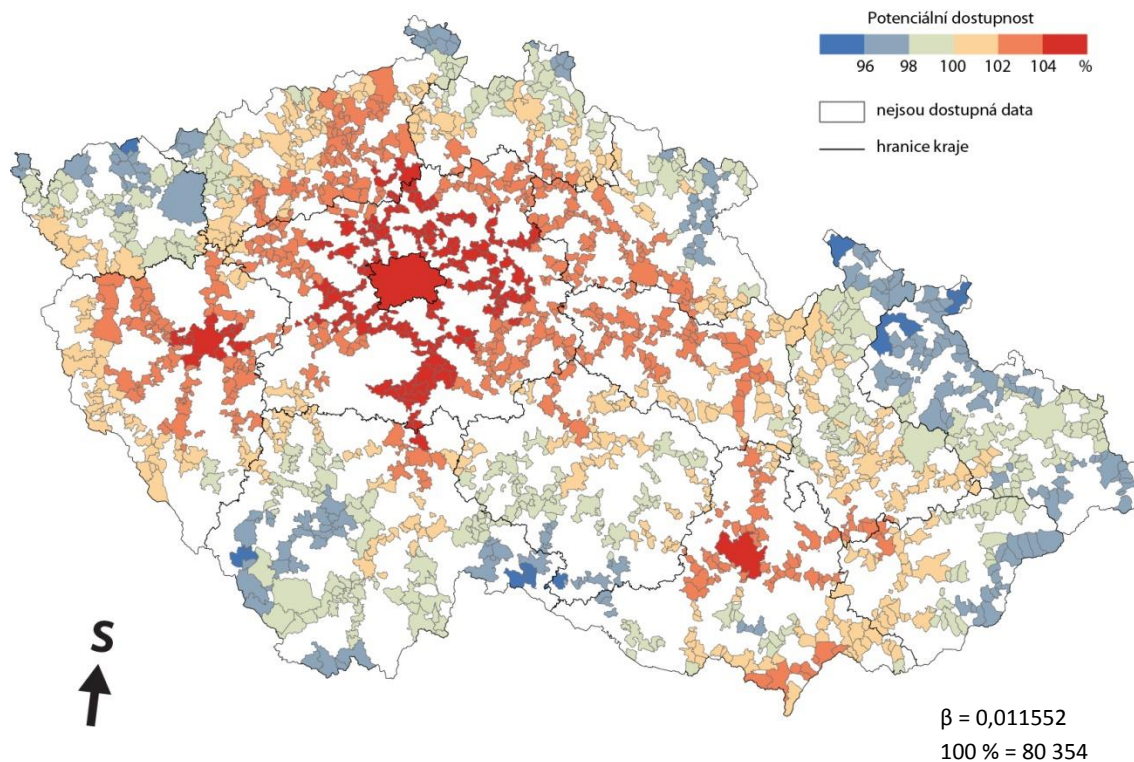 Potenciální dostupnost
96 98 100 102 104 %
nejsou dostupná data
hranice kraje
S
β = 0,011552
100 % = 80 354